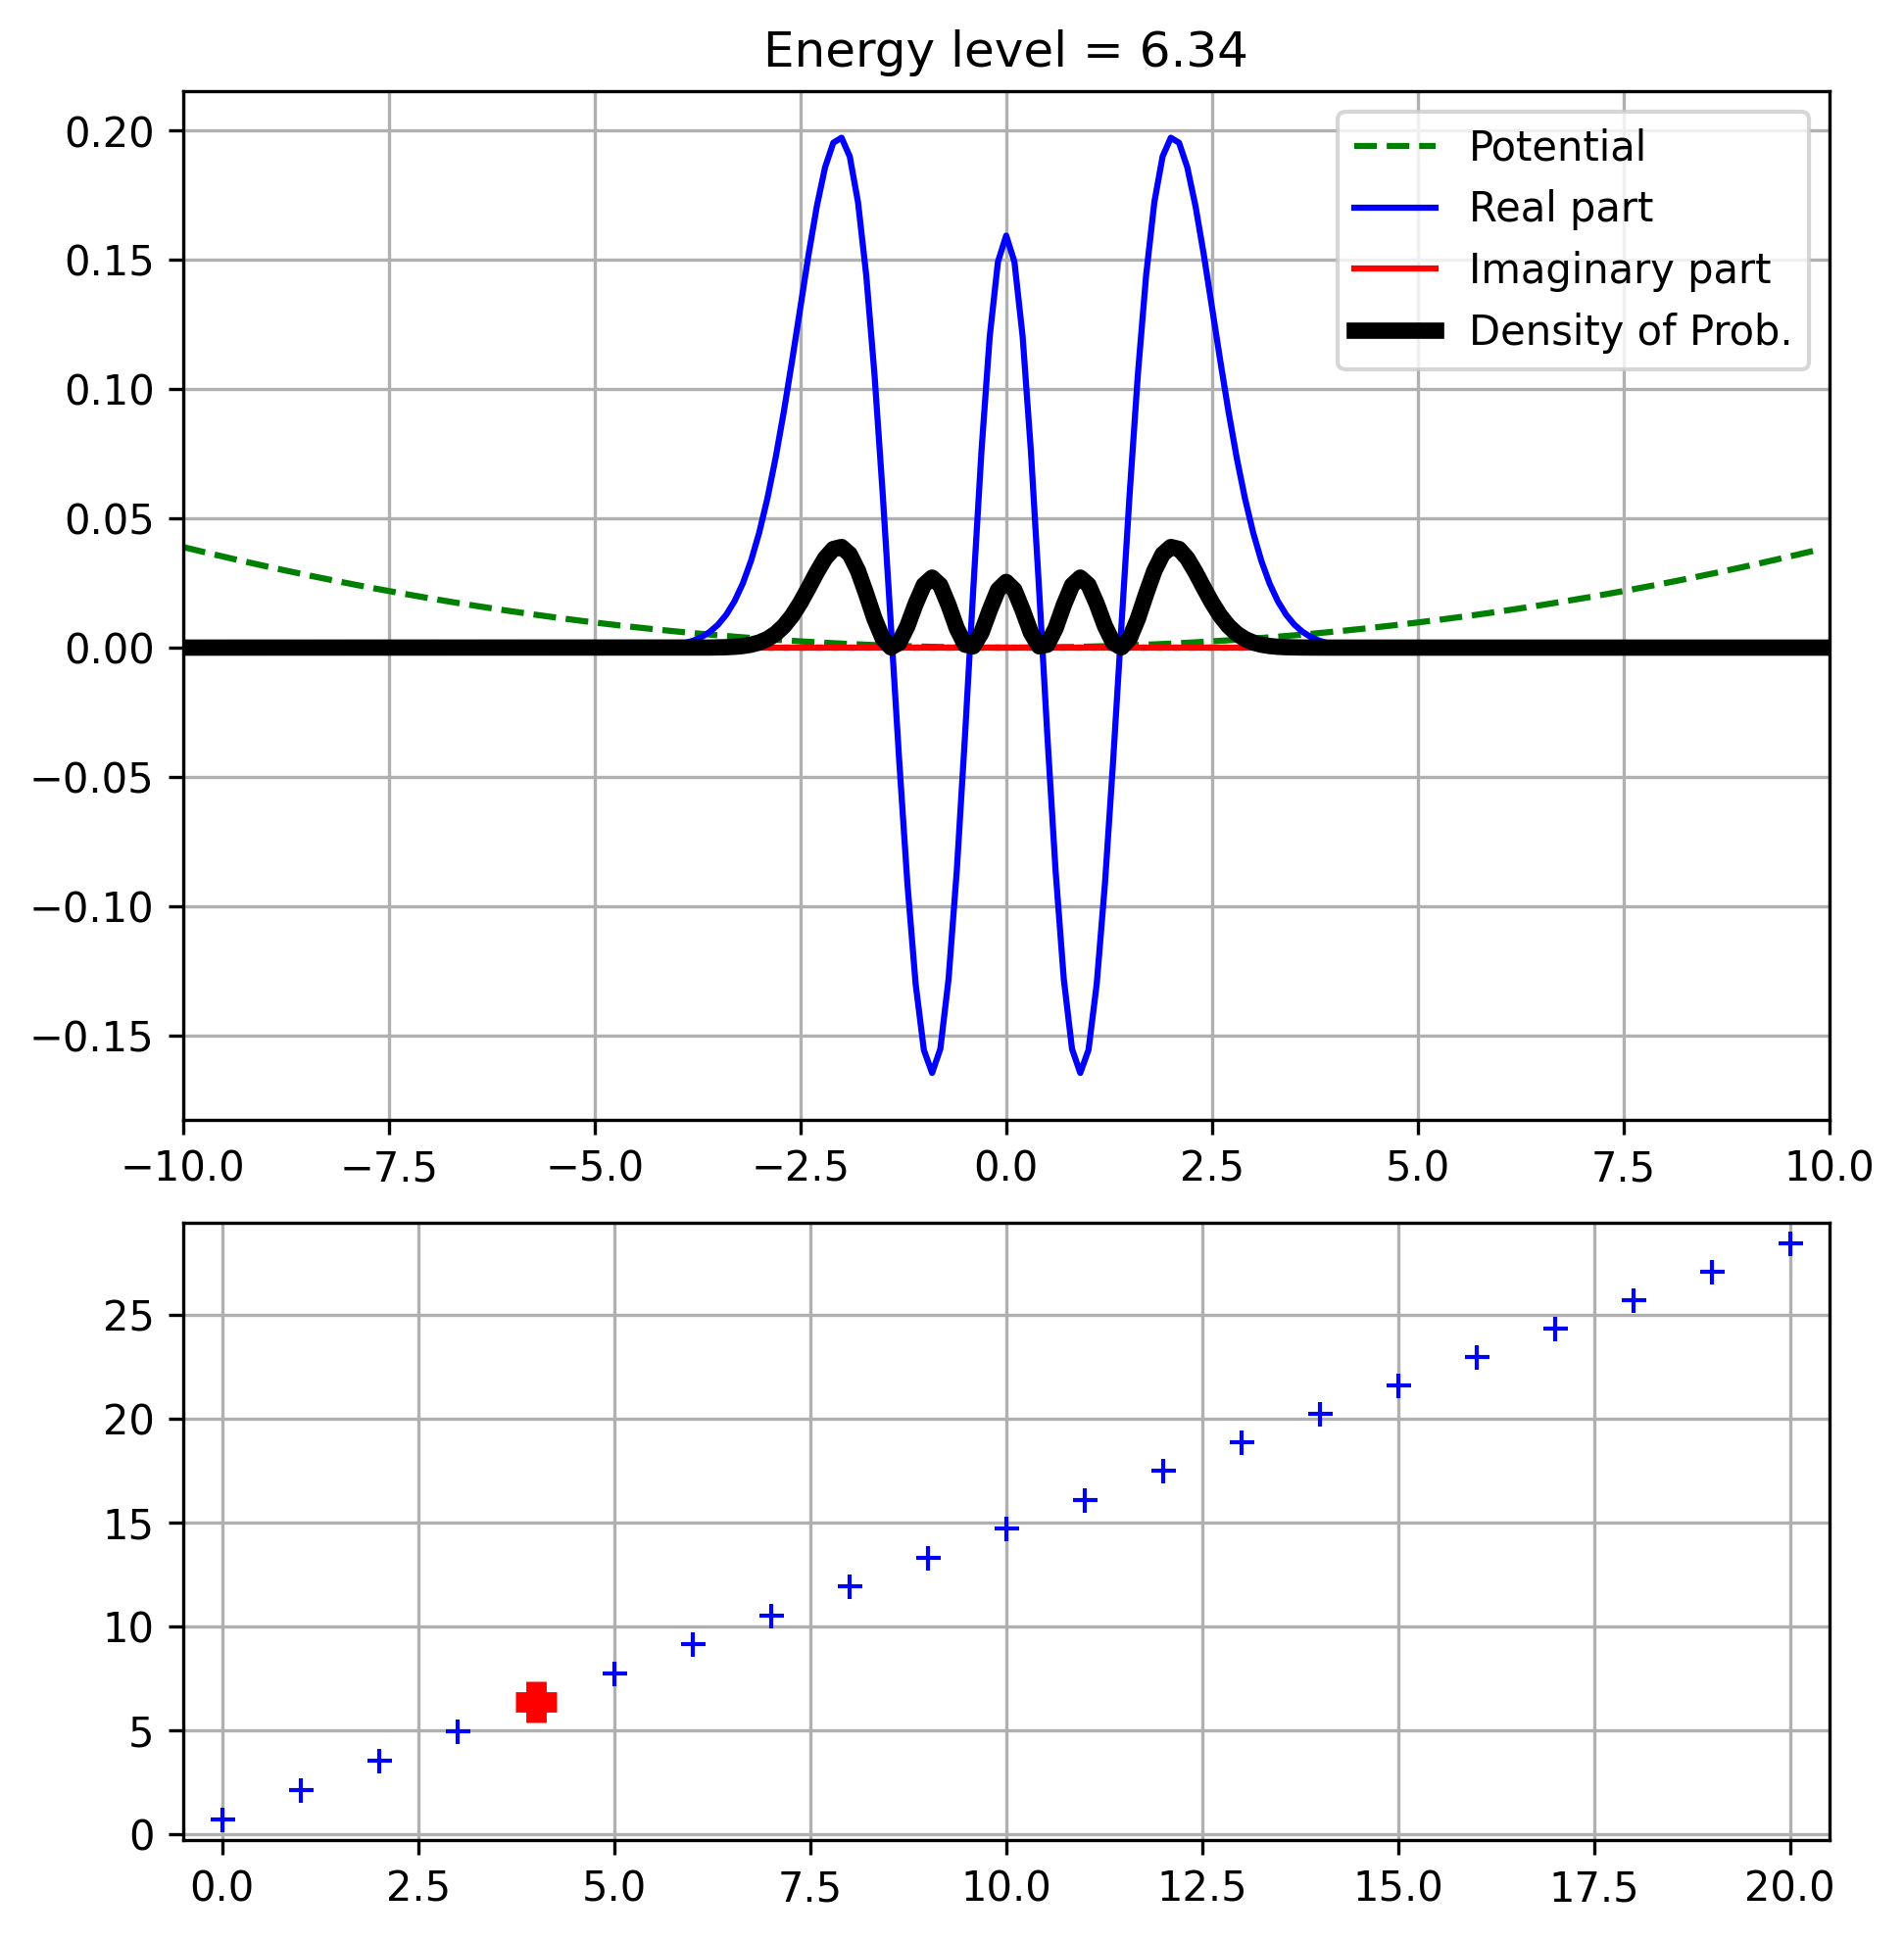 Energy level = 6.34
Potential
Real part
Imaginary part
Density of Prob.
0.20
0.15
0.10
0.05
0.00
−0.05
−0.10
−0.15
−10.0 −7.5 −5.0 −2.5 0.0 2.5 5.0 7.5 10.0
25
20
15
10
5
0
0.0 2.5 5.0 7.5 10.0 12.5 15.0 17.5 20.0